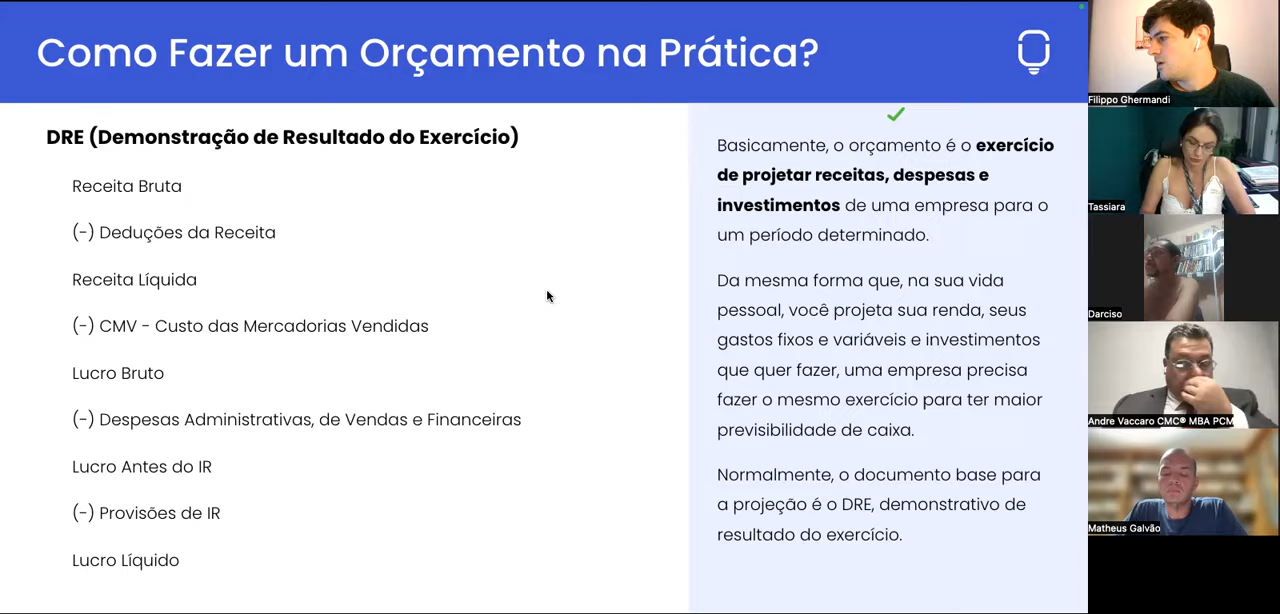 Como Fazer um Orçamento na Prática?
DRE (Demonstração de Resultado do Exercício)
Receita Bruta
(-) Deduções da Receita
Receita Líquida
(-) CMV - Custo das Mercadorias Vendidas
Lucro Bruto
(-) Despesas Administrativas, de Vendas e Financeiras
Lucro Antes do IR
(-) Provisões de IR
Lucro Líquido
Basicamente, o orçamento é o exercício
de projetar receitas, despesas e
investimentos de uma empresa para o
um período determinado.
Da mesma forma que, na sua vida
pessoal, você projeta sua renda, seus
gastos fixos e variáveis e investimentos
que quer fazer, uma empresa precisa
fazer o mesmo exercício para ter maior
previsibilidade de caixa.
Normalmente, o documento base para
a projeção é o DRE, demonstrativo de
resultado do exercício.
Filippo Ghermandi
Tassiara
Darciso
Andre Vaccaro CMC® MBA PCM
Matheus Galvão